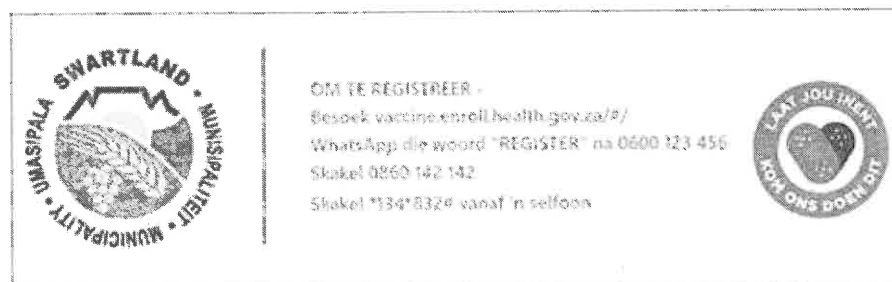 SWARTLAND • MUNISIPALITEIT • MUNICIPALITY • UMASIPALA •
OM TE REGISTREER -
Besoek vaccine.enroll.health.gov.za/#/
WhatsApp die woord "REGISTER" na 0600 123 456
Skakel 0860 142 142
Skakel *134*832# vanaf 'n selfoon
LAAT JOU INENT
KOM ONS DOEN DIT